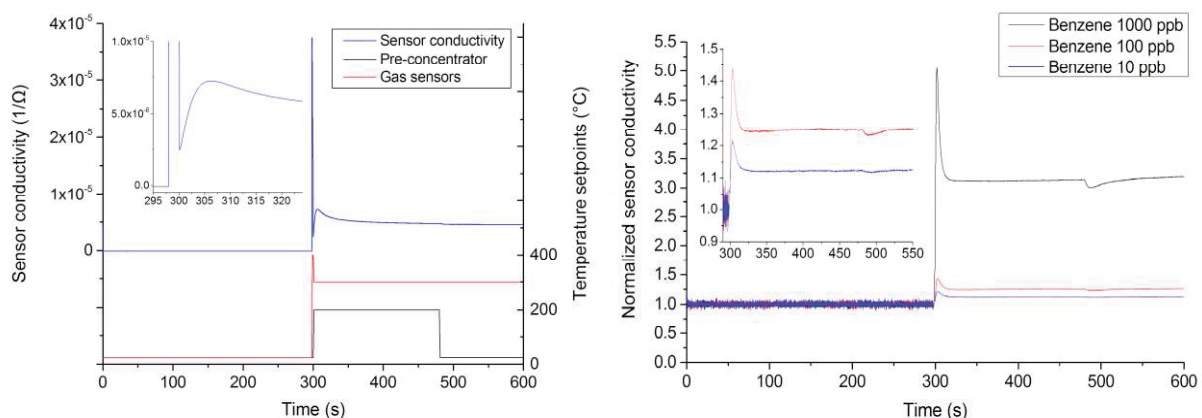 Sensor conductivity (1/Ω)
4x10⁻⁵
3x10⁻⁵
2x10⁻⁵
1x10⁻⁵
0
1.0x10⁻⁵
5.0x10⁻⁶
0.0
295 300 305 310 315 320
Sensor conductivity
Pre-concentrator
Gas sensors
400
300
200
100
0
Temperature setpoints (°C)
0 100 200 300 400 500 600
Time (s)
Normalized sensor conductivity
5.5
5.0
4.5
4.0
3.5
3.0
2.5
2.0
1.5
1.0
0.5
0.0
1.5
1.4
1.3
1.2
1.1
1.0
0.9
300 350 400 450 500 550
Benzene 1000 ppb
Benzene 100 ppb
Benzene 10 ppb
0 100 200 300 400 500 600
Time (s)